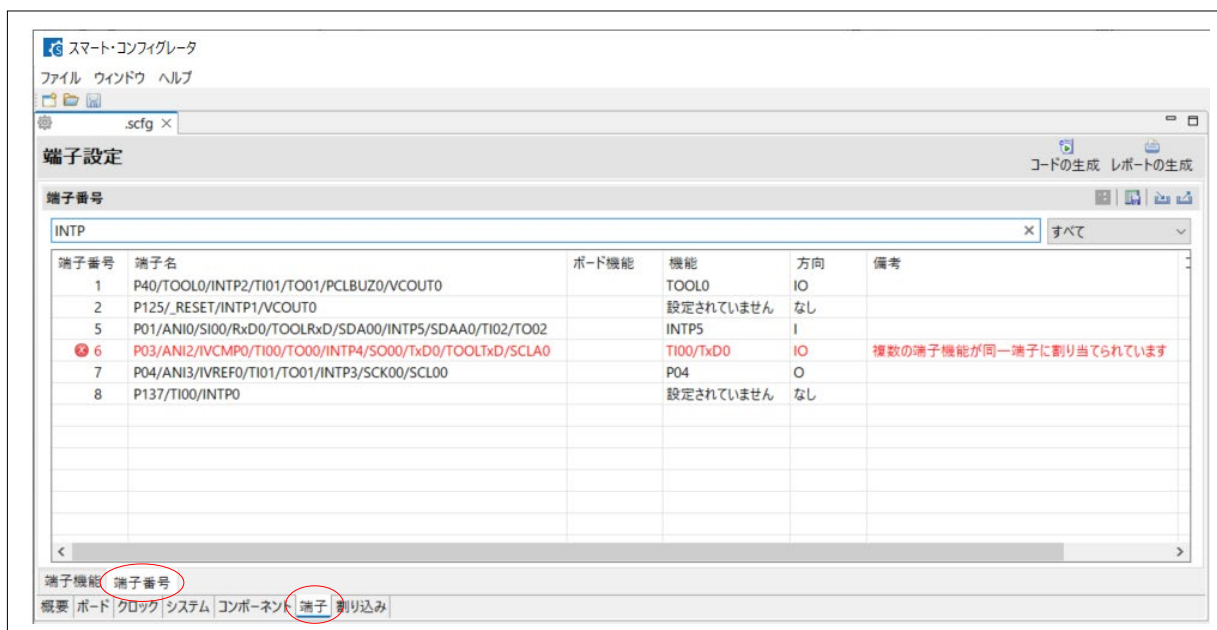 スマート・コンフィグレータ
ファイル ウィンドウ ヘルプ
.scfg ×
端子設定
コードの生成 レポートの生成
端子番号
INTP × すべて
端子番号 端子名 ボード機能 機能 方向 備考
1 P40/TOOL0/INTP2/TI01/TO01/PCLBUZ0/VCOUT0 TOOL0 IO
2 P125/_RESET/INTP1/VCOUT0 設定されていません なし
5 P01/ANI0/SI00/RxD0/TOOLRxD/SDA00/INTP5/SDAA0/TI02/TO02 INTP5 I
6 P03/ANI2/IVCMP0/TI00/TO00/INTP4/SO00/TxD0/TOOLTxD/SCLA0 TI00/TxD0 IO 複数の端子機能が同一端子に割り当てられています
7 P04/ANI3/IVREF0/TI01/TO01/INTP3/SCK00/SCL00 P04 O
8 P137/TI00/INTP0 設定されていません なし
端子機能 端子番号
概要 ボード クロック システム コンポーネント 端子 割り込み